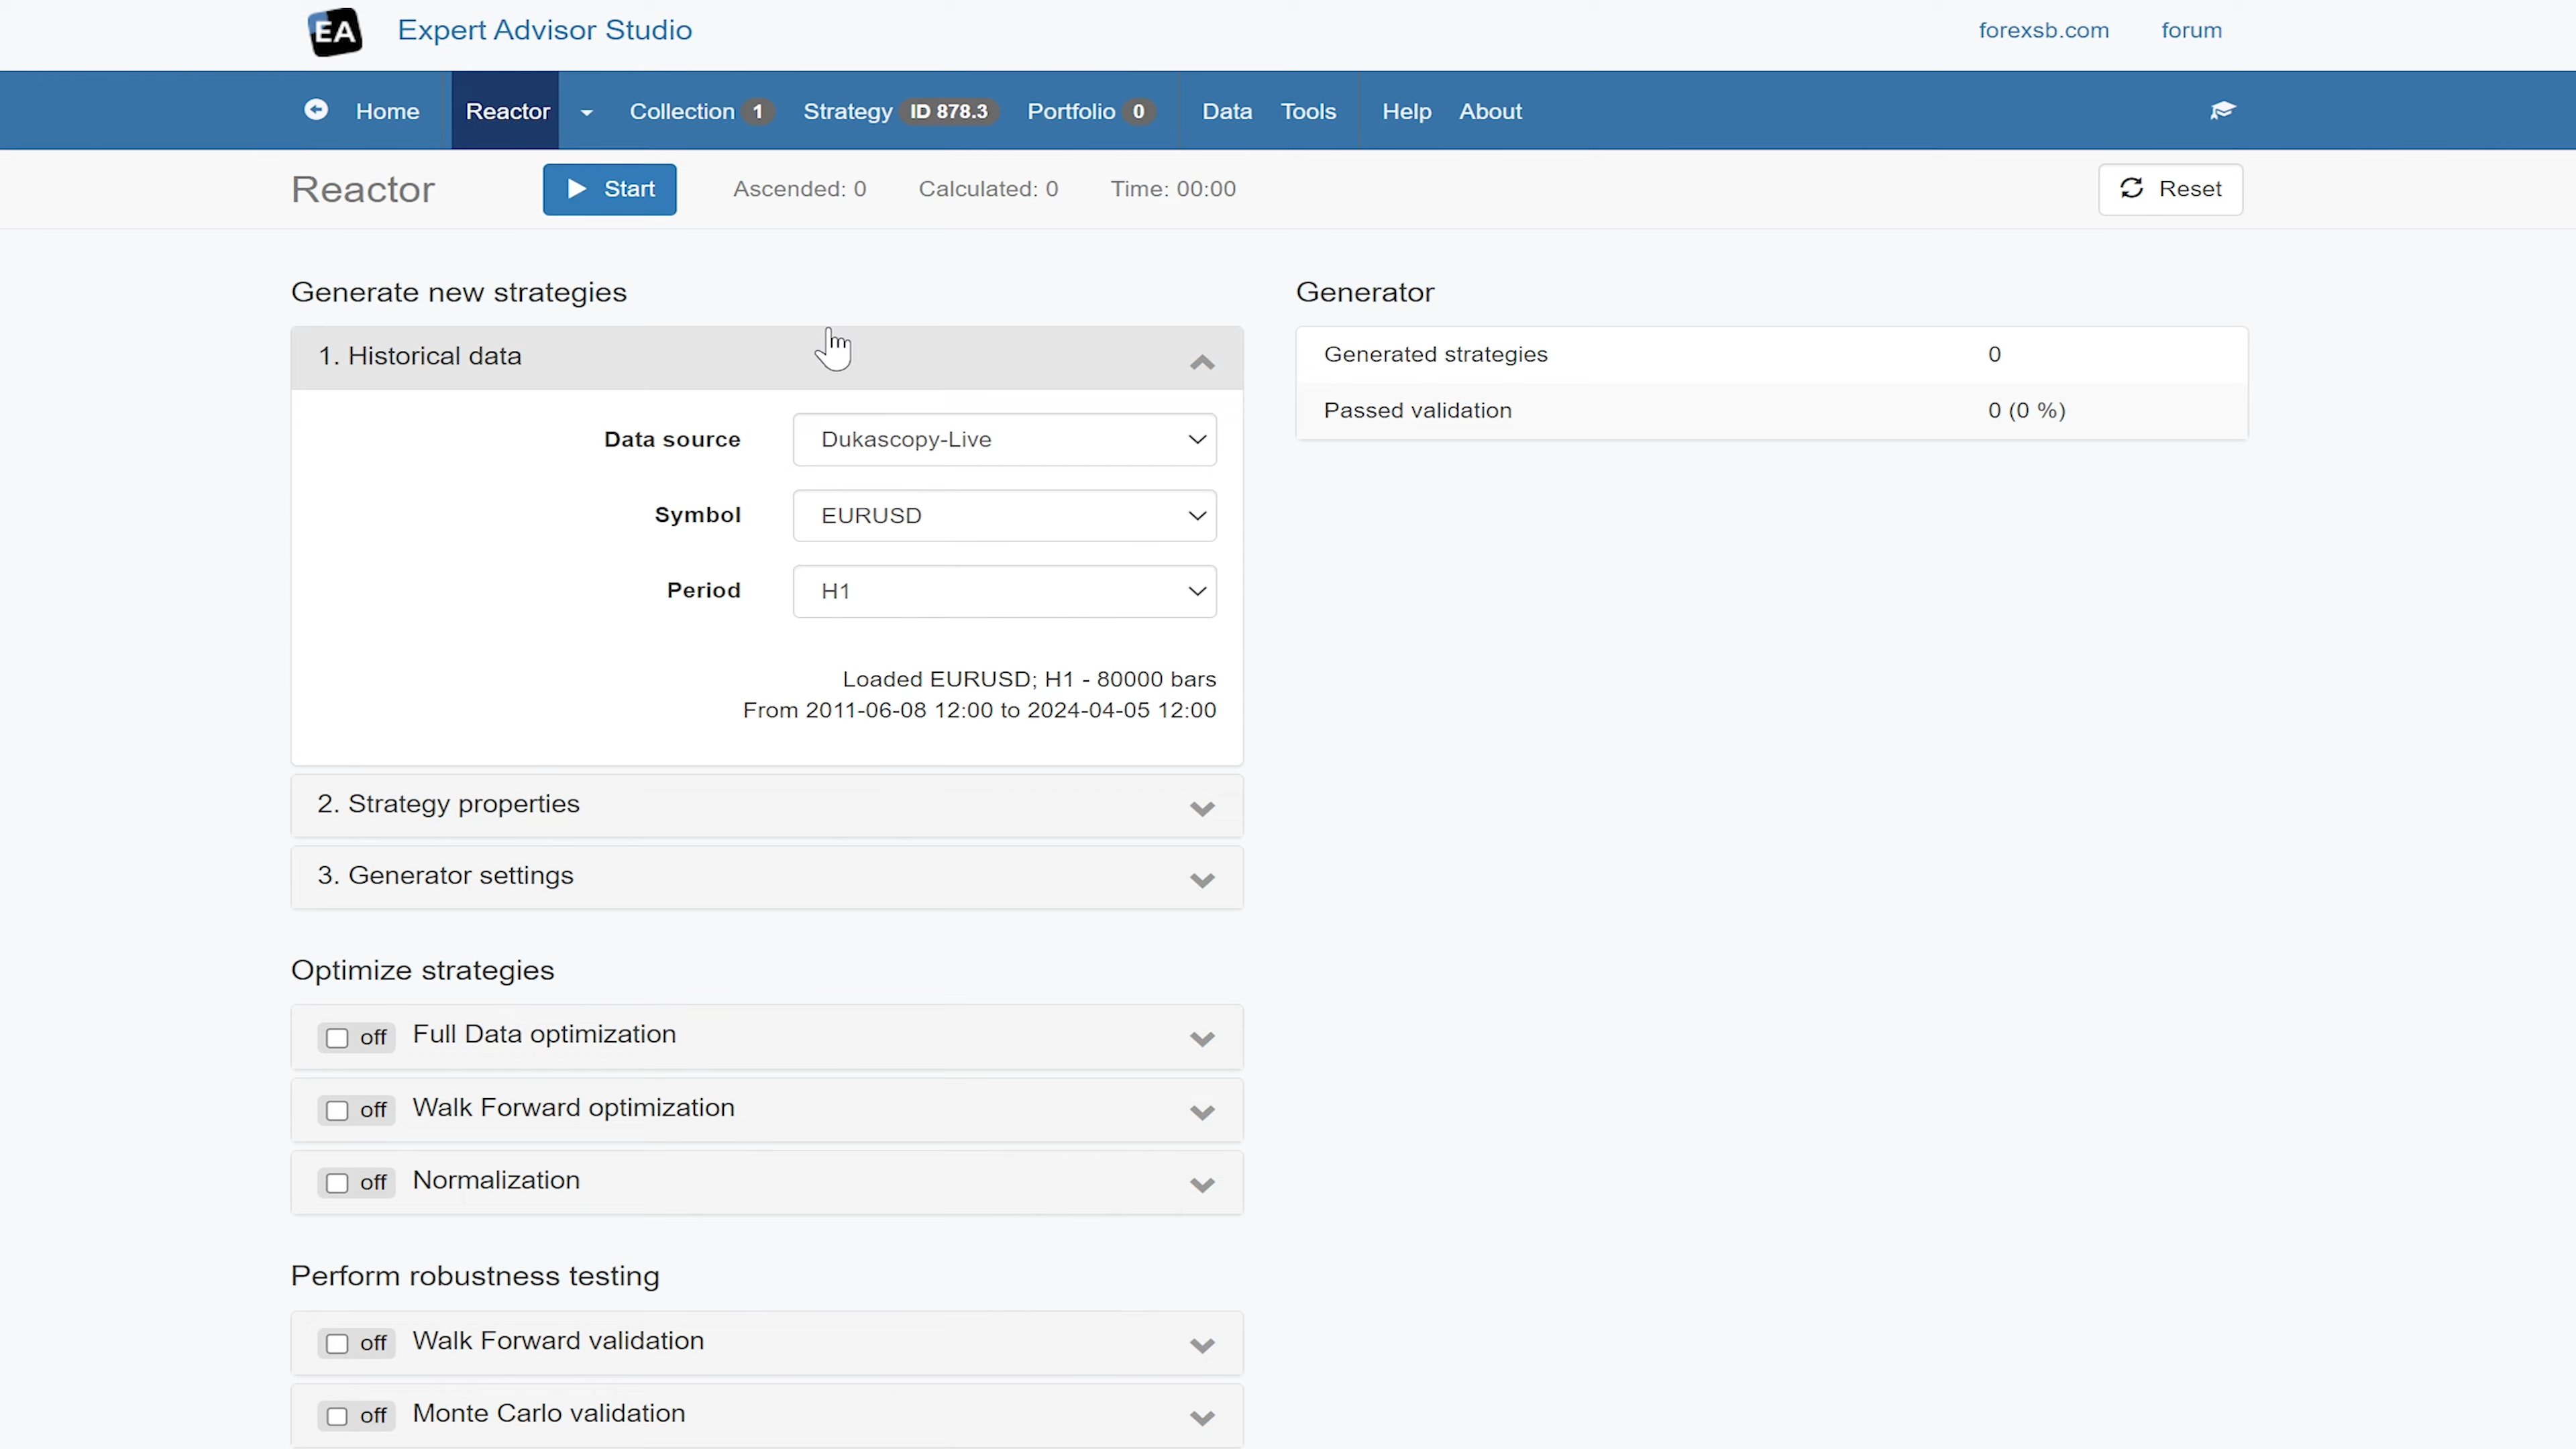 EA Expert Advisor Studio forexsb.com forum
Home Reactor Collection 1 Strategy ID 878.3 Portfolio 0 Data Tools Help About
Reactor Start Ascended: 0 Calculated: 0 Time: 00:00 Reset
Generate new strategies
1. Historical data
Data source Dukascopy-Live
Symbol EURUSD
Period H1
Loaded EURUSD; H1 - 80000 bars
From 2011-06-08 12:00 to 2024-04-05 12:00
2. Strategy properties
3. Generator settings
Optimize strategies
off Full Data optimization
off Walk Forward optimization
off Normalization
Perform robustness testing
off Walk Forward validation
off Monte Carlo validation
Generator
Generated strategies 0
Passed validation 0 (0 %)